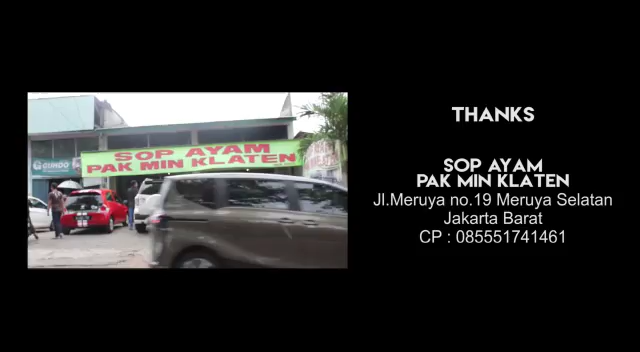 QUINDO
SOP AYAM
PAK MIN KLATEN
THANKS
SOP AYAM
PAK MIN KLATEN
Jl.Meruya no.19 Meruya Selatan
Jakarta Barat
CP : 085551741461